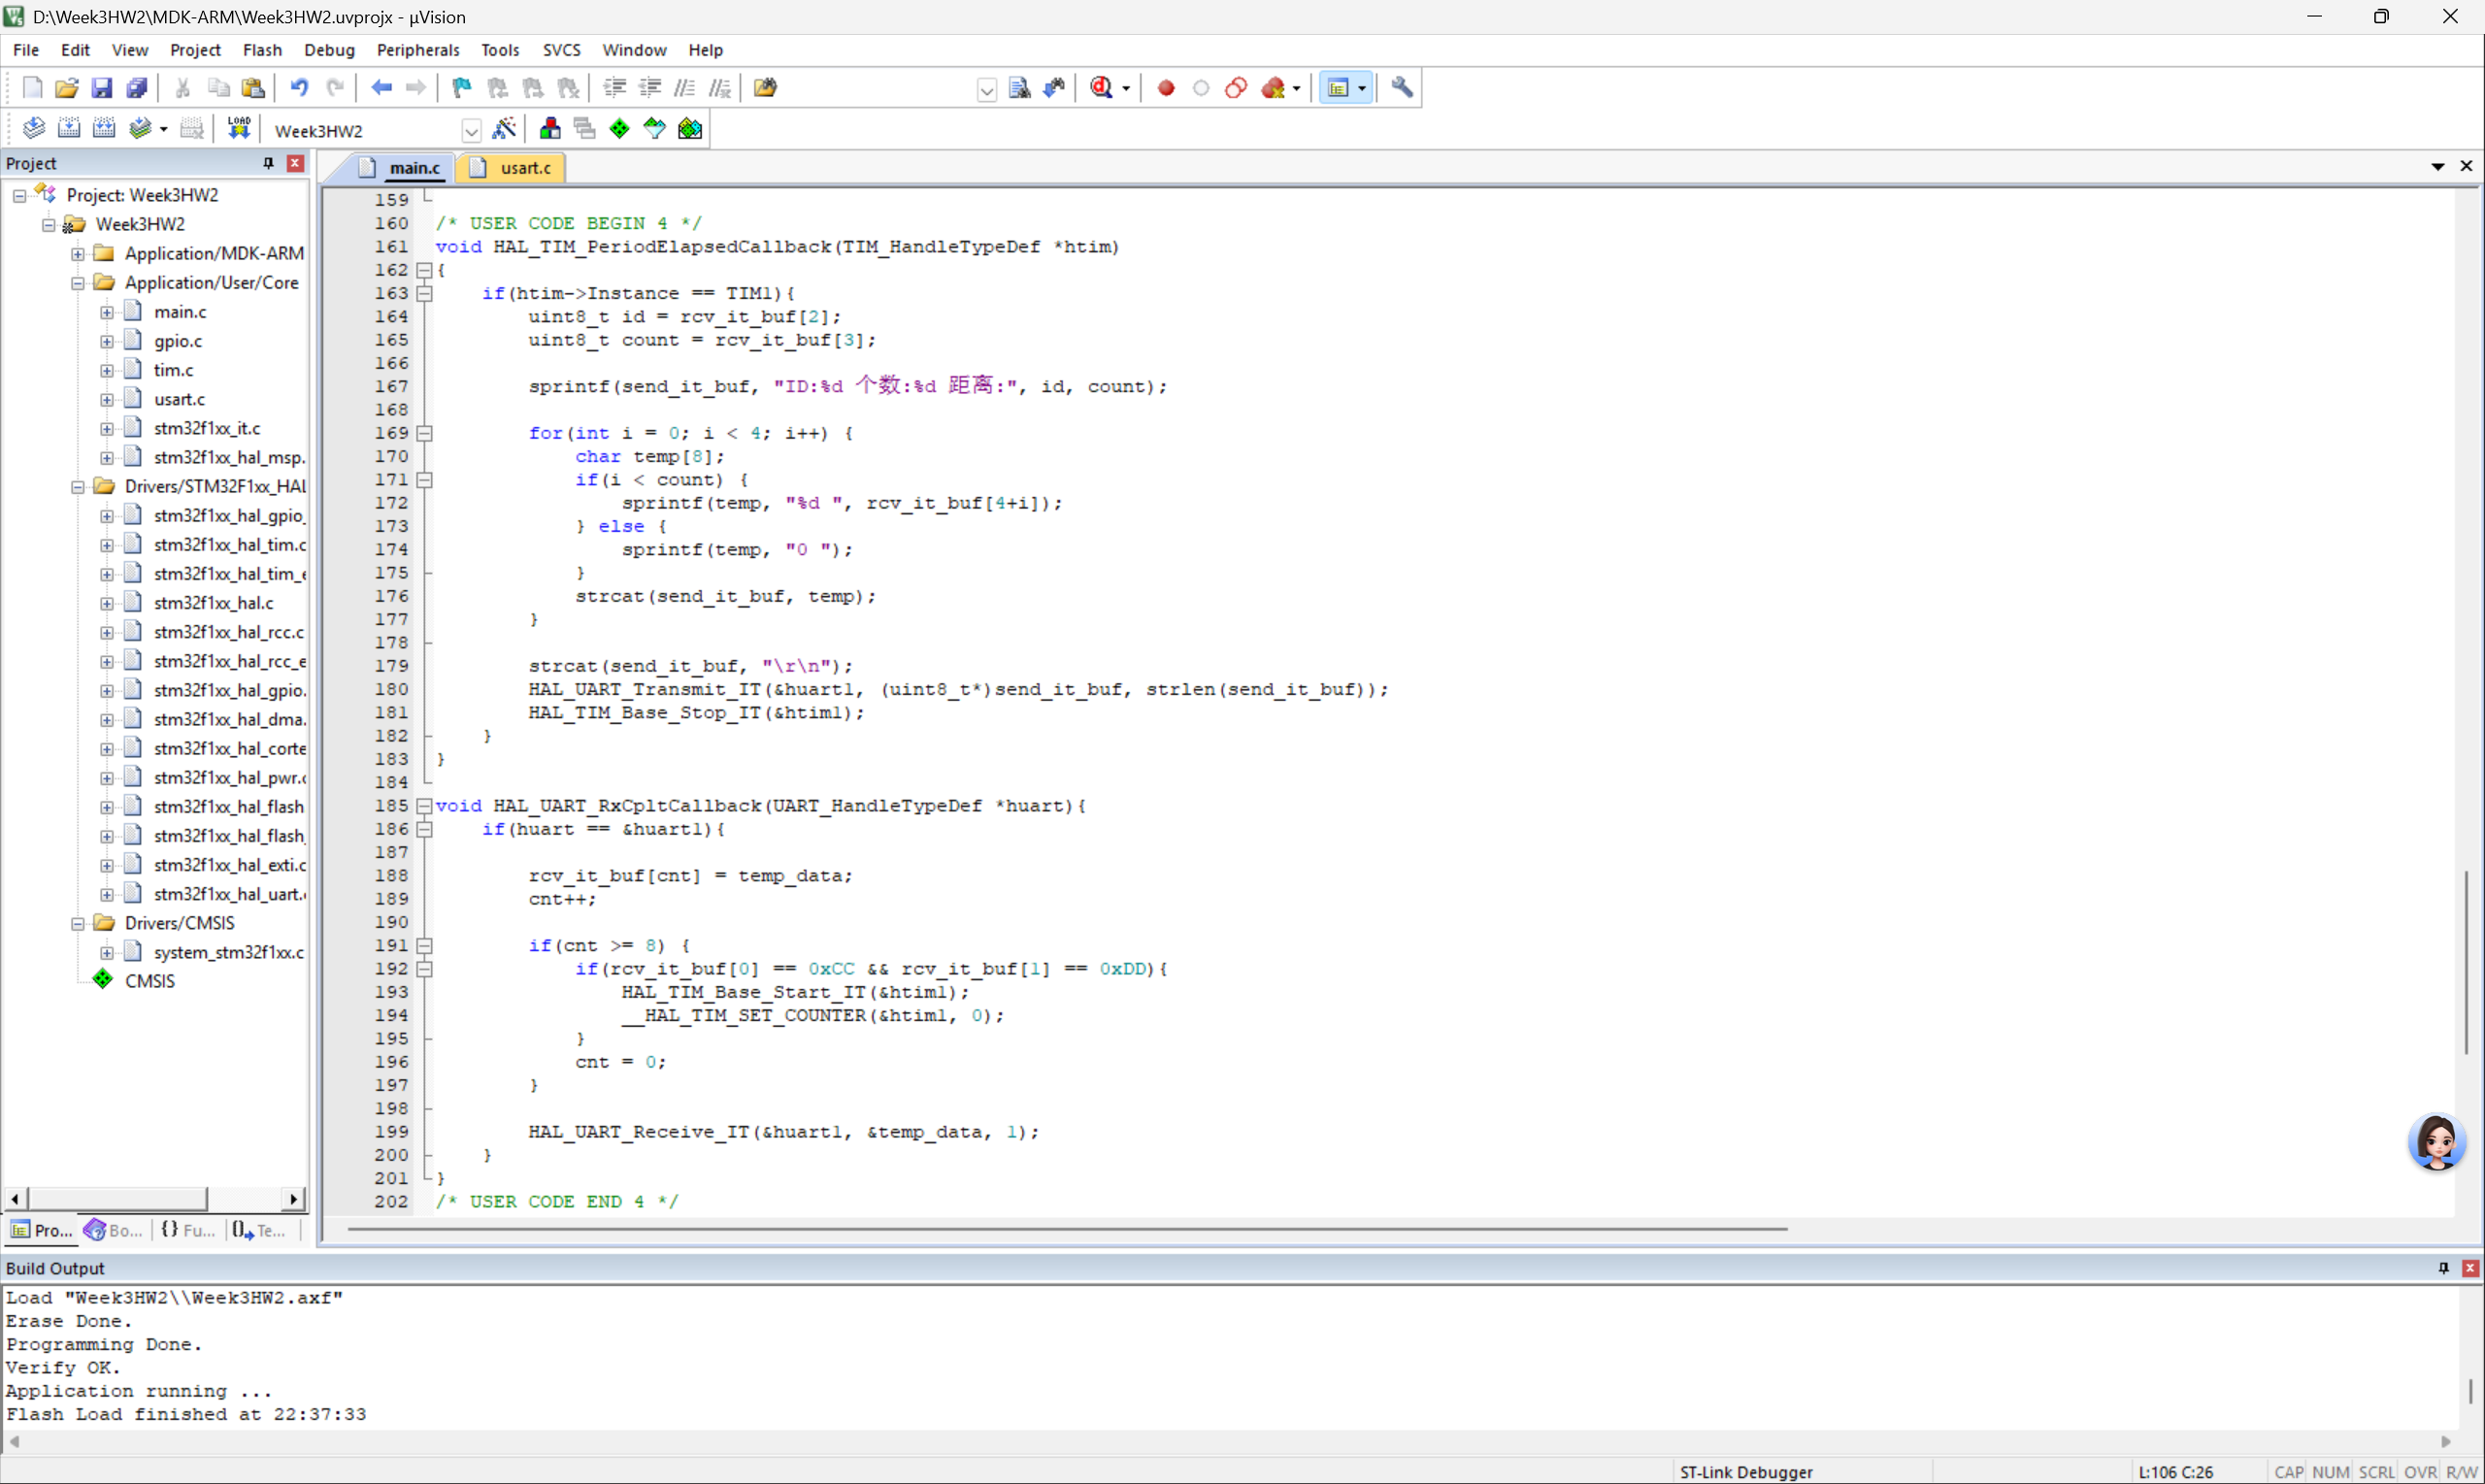 D:\Week3HW2\MDK-ARM\Week3HW2.uvprojx - µVision
File Edit View Project Flash Debug Peripherals Tools SVCS Window Help
LOAD Week3HW2
Project
Project: Week3HW2
Week3HW2
Application/MDK-ARM
Application/User/Core
main.c
gpio.c
tim.c
usart.c
stm32f1xx_it.c
stm32f1xx_hal_msp.
Drivers/STM32F1xx_HAL
stm32f1xx_hal_gpio_
stm32f1xx_hal_tim.c
stm32f1xx_hal_tim_e
stm32f1xx_hal.c
stm32f1xx_hal_rcc.c
stm32f1xx_hal_rcc_e
stm32f1xx_hal_gpio.
stm32f1xx_hal_dma.
stm32f1xx_hal_corte
stm32f1xx_hal_pwr.c
stm32f1xx_hal_flash
stm32f1xx_hal_flash_
stm32f1xx_hal_exti.c
stm32f1xx_hal_uart.c
Drivers/CMSIS
system_stm32f1xx.c
CMSIS
Pro... Bo... {} Fu... Te...
main.c usart.c
159
160 /* USER CODE BEGIN 4 */
161 void HAL_TIM_PeriodElapsedCallback(TIM_HandleTypeDef *htim)
162 {
163 if(htim->Instance == TIM1){
164 uint8_t id = rcv_it_buf[2];
165 uint8_t count = rcv_it_buf[3];
166
167 sprintf(send_it_buf, "ID:%d 个数:%d 距离:", id, count);
168
169 for(int i = 0; i < 4; i++) {
170 char temp[8];
171 if(i < count) {
172 sprintf(temp, "%d ", rcv_it_buf[4+i]);
173 } else {
174 sprintf(temp, "0 ");
175 }
176 strcat(send_it_buf, temp);
177 }
178
179 strcat(send_it_buf, "\r\n");
180 HAL_UART_Transmit_IT(&huart1, (uint8_t*)send_it_buf, strlen(send_it_buf));
181 HAL_TIM_Base_Stop_IT(&htim1);
182 }
183 }
184
185 void HAL_UART_RxCpltCallback(UART_HandleTypeDef *huart){
186 if(huart == &huart1){
187
188 rcv_it_buf[cnt] = temp_data;
189 cnt++;
190
191 if(cnt >= 8) {
192 if(rcv_it_buf[0] == 0xCC && rcv_it_buf[1] == 0xDD){
193 HAL_TIM_Base_Start_IT(&htim1);
194 __HAL_TIM_SET_COUNTER(&htim1, 0);
195 }
196 cnt = 0;
197 }
198
199 HAL_UART_Receive_IT(&huart1, &temp_data, 1);
200 }
201 }
202 /* USER CODE END 4 */
Build Output
Load "Week3HW2\\Week3HW2.axf"
Erase Done.
Programming Done.
Verify OK.
Application running ...
Flash Load finished at 22:37:33
ST-Link Debugger L:106 C:26 CAP NUM SCRL OVR R/W